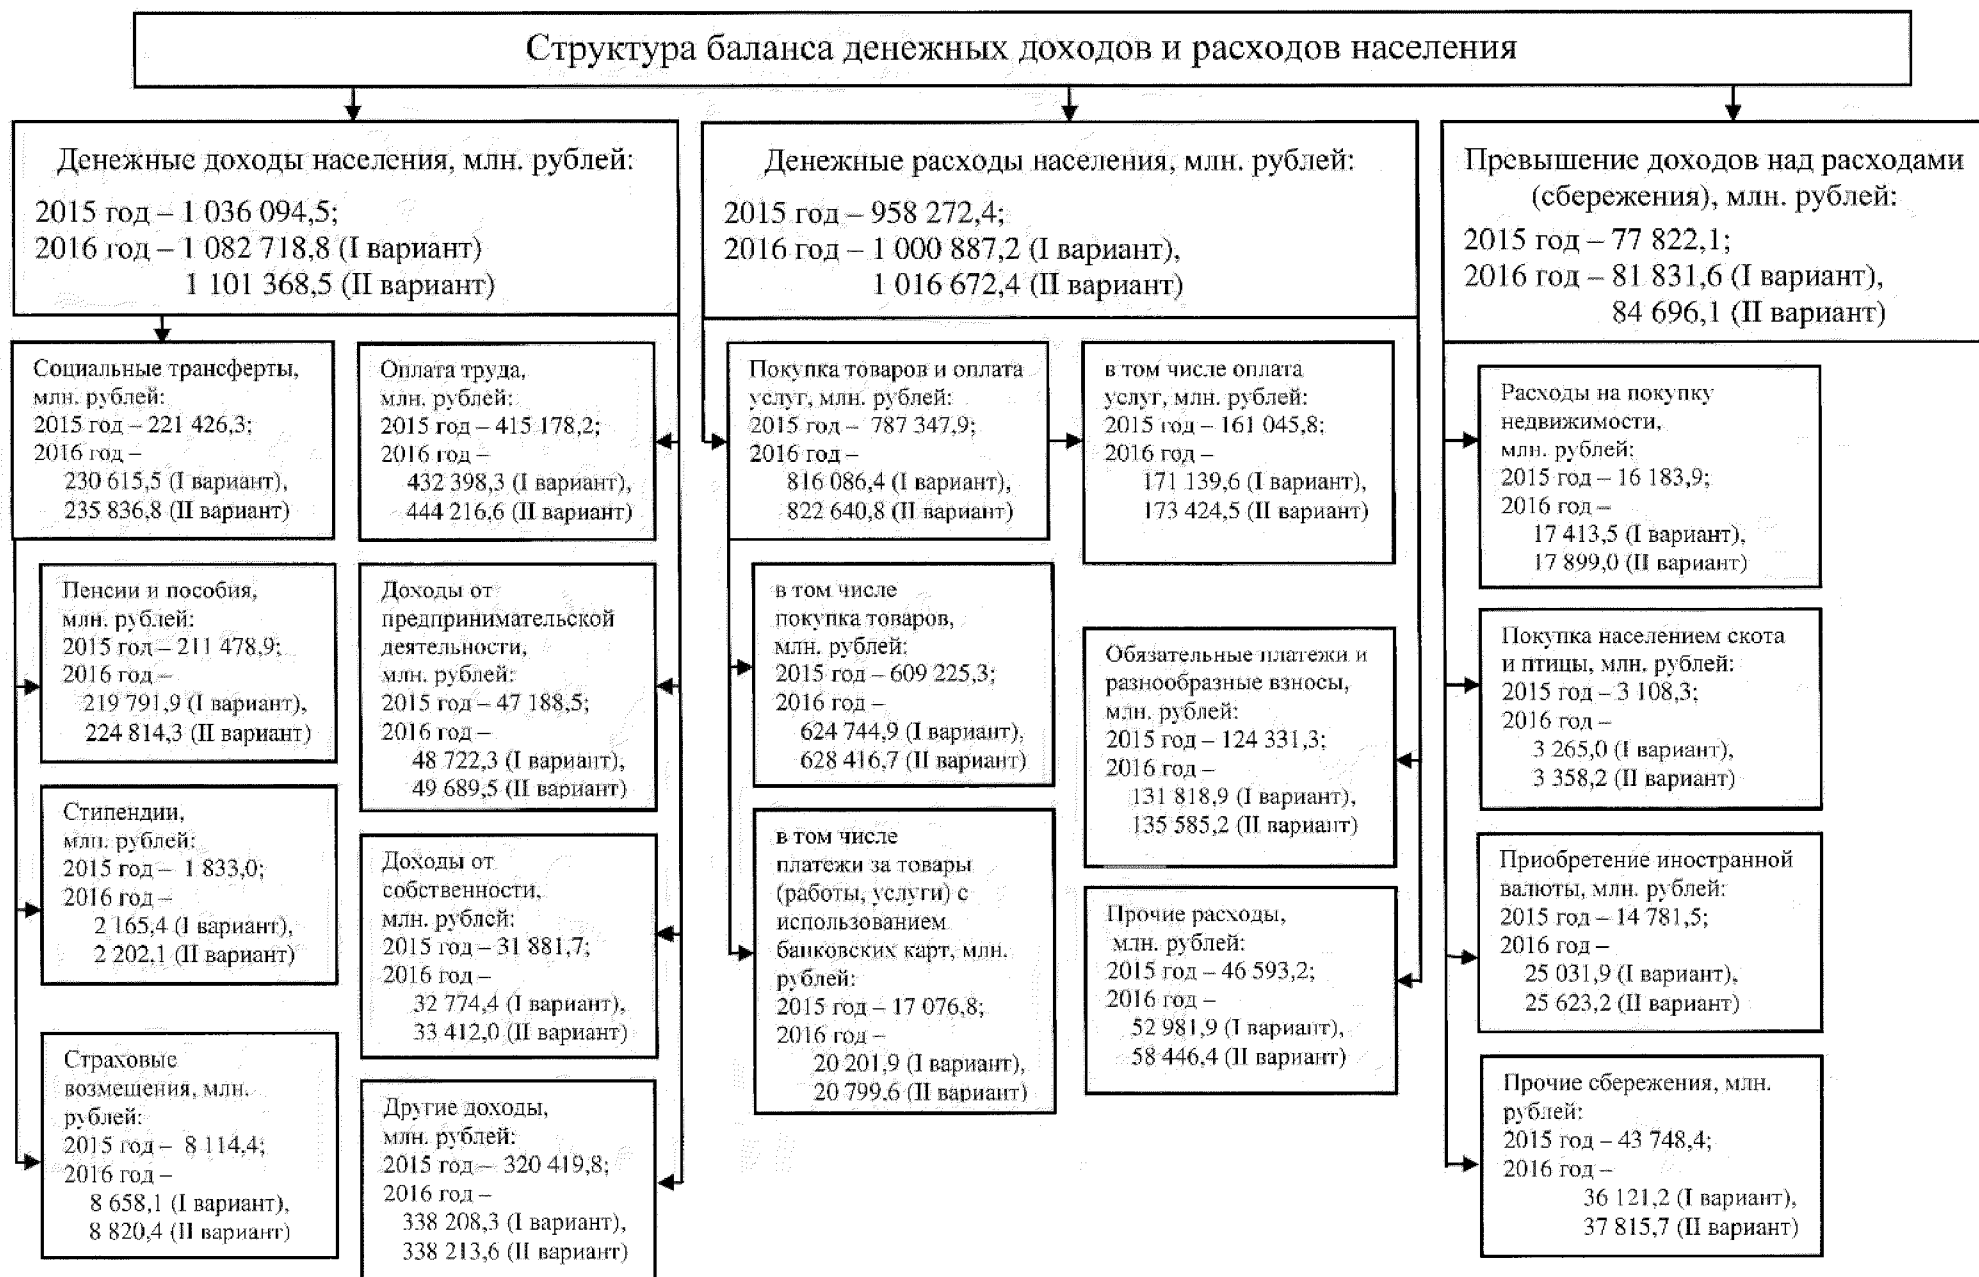 Структура баланса денежных доходов и расходов населения
Денежные доходы населения, млн. рублей:
2015 год – 1 036 094,5;
2016 год – 1 082 718,8 (I вариант)
1 101 368,5 (II вариант)
Социальные трансферты,
млн. рублей:
2015 год – 221 426,3;
2016 год –
230 615,5 (I вариант),
235 836,8 (II вариант)
Пенсии и пособия,
млн. рублей:
2015 год – 211 478,9;
2016 год –
219 791,9 (I вариант),
224 814,3 (II вариант)
Стипендии,
млн. рублей:
2015 год – 1 833,0;
2016 год –
2 165,4 (I вариант),
2 202,1 (II вариант)
Страховые
возмещения, млн.
рублей:
2015 год – 8 114,4;
2016 год –
8 658,1 (I вариант),
8 820,4 (II вариант)
Оплата труда,
млн. рублей:
2015 год – 415 178,2;
2016 год –
432 398,3 (I вариант),
444 216,6 (II вариант)
Доходы от
предпринимательской
деятельности,
млн. рублей:
2015 год – 47 188,5;
2016 год –
48 722,3 (I вариант),
49 689,5 (II вариант)
Доходы от
собственности,
млн. рублей:
2015 год – 31 881,7;
2016 год –
32 774,4 (I вариант),
33 412,0 (II вариант)
Другие доходы,
млн. рублей:
2015 год – 320 419,8;
2016 год –
338 208,3 (I вариант),
338 213,6 (II вариант)
Денежные расходы населения, млн. рублей:
2015 год – 958 272,4;
2016 год – 1 000 887,2 (I вариант),
1 016 672,4 (II вариант)
Покупка товаров и оплата
услуг, млн. рублей:
2015 год – 787 347,9;
2016 год –
816 086,4 (I вариант),
822 640,8 (II вариант)
в том числе
покупка товаров,
млн. рублей:
2015 год – 609 225,3;
2016 год –
624 744,9 (I вариант),
628 416,7 (II вариант)
в том числе
платежи за товары
(работы, услуги) с
использованием
банковских карт, млн.
рублей:
2015 год – 17 076,8;
2016 год –
20 201,9 (I вариант),
20 799,6 (II вариант)
в том числе оплата
услуг, млн. рублей:
2015 год – 161 045,8;
2016 год –
171 139,6 (I вариант),
173 424,5 (II вариант)
Обязательные платежи и
разнообразные взносы,
млн. рублей:
2015 год – 124 331,3;
2016 год –
131 818,9 (I вариант),
135 585,2 (II вариант)
Прочие расходы,
млн. рублей:
2015 год – 46 593,2;
2016 год –
52 981,9 (I вариант),
58 446,4 (II вариант)
Превышение доходов над расходами
(сбережения), млн. рублей:
2015 год – 77 822,1;
2016 год – 81 831,6 (I вариант),
84 696,1 (II вариант)
Расходы на покупку
недвижимости,
млн. рублей:
2015 год – 16 183,9;
2016 год –
17 413,5 (I вариант),
17 899,0 (II вариант)
Покупка населением скота
и птицы, млн. рублей:
2015 год – 3 108,3;
2016 год –
3 265,0 (I вариант),
3 358,2 (II вариант)
Приобретение иностранной
валюты, млн. рублей:
2015 год – 14 781,5;
2016 год –
25 031,9 (I вариант),
25 623,2 (II вариант)
Прочие сбережения, млн.
рублей:
2015 год – 43 748,4;
2016 год –
36 121,2 (I вариант),
37 815,7 (II вариант)